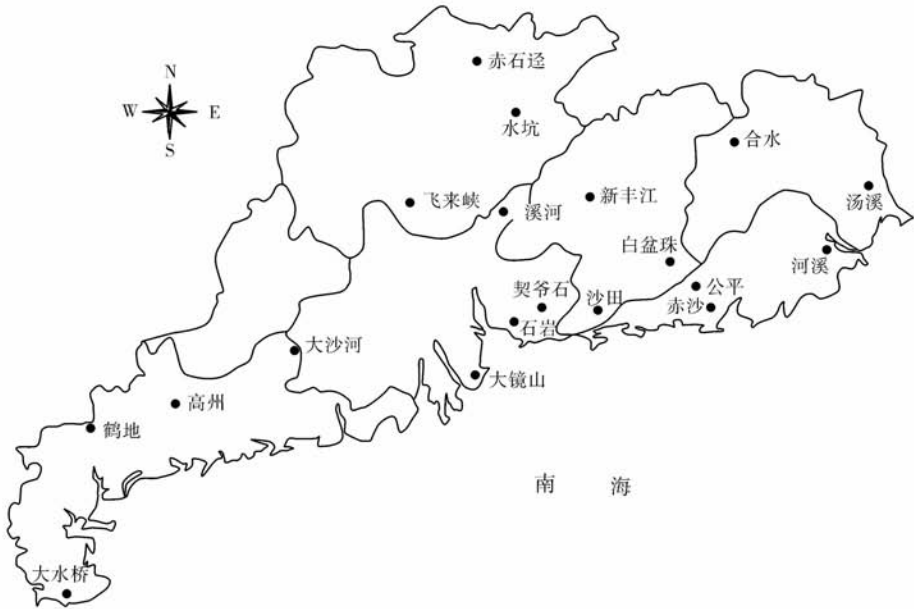 赤石迳
N
W
E
S
水坑
合水
汤溪
飞来峡
溪河
新丰江
白盆珠
河溪
公平
契爷石
沙田
赤沙
石岩
大沙河
大镜山
高州
鹤地
南海
大水桥